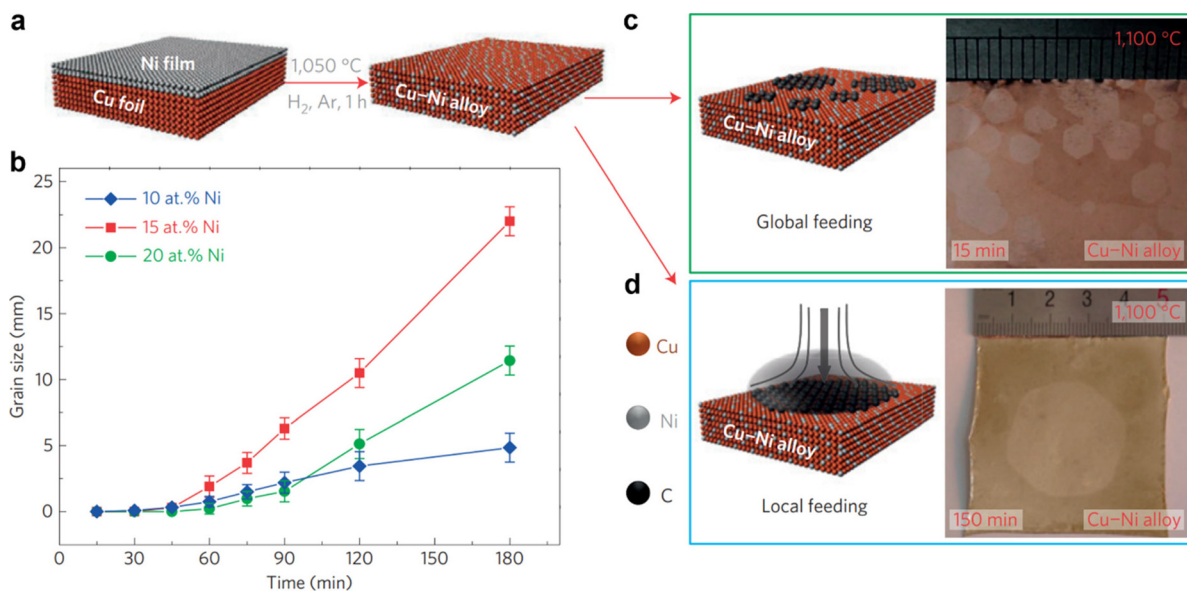 a
Ni film
Cu foil
1,050 °C
H2, Ar, 1 h
Cu–Ni alloy
b
10 at.% Ni
15 at.% Ni
20 at.% Ni
25
20
15
10
5
0
Grain size (mm)
0 30 60 90 120 150 180
Time (min)
c
Cu–Ni alloy
Global feeding
1,100 °C
15 min
Cu–Ni alloy
d
Cu
Ni
C
Cu–Ni alloy
Local feeding
1 2 3 4 5
1,100 °C
150 min
Cu–Ni alloy